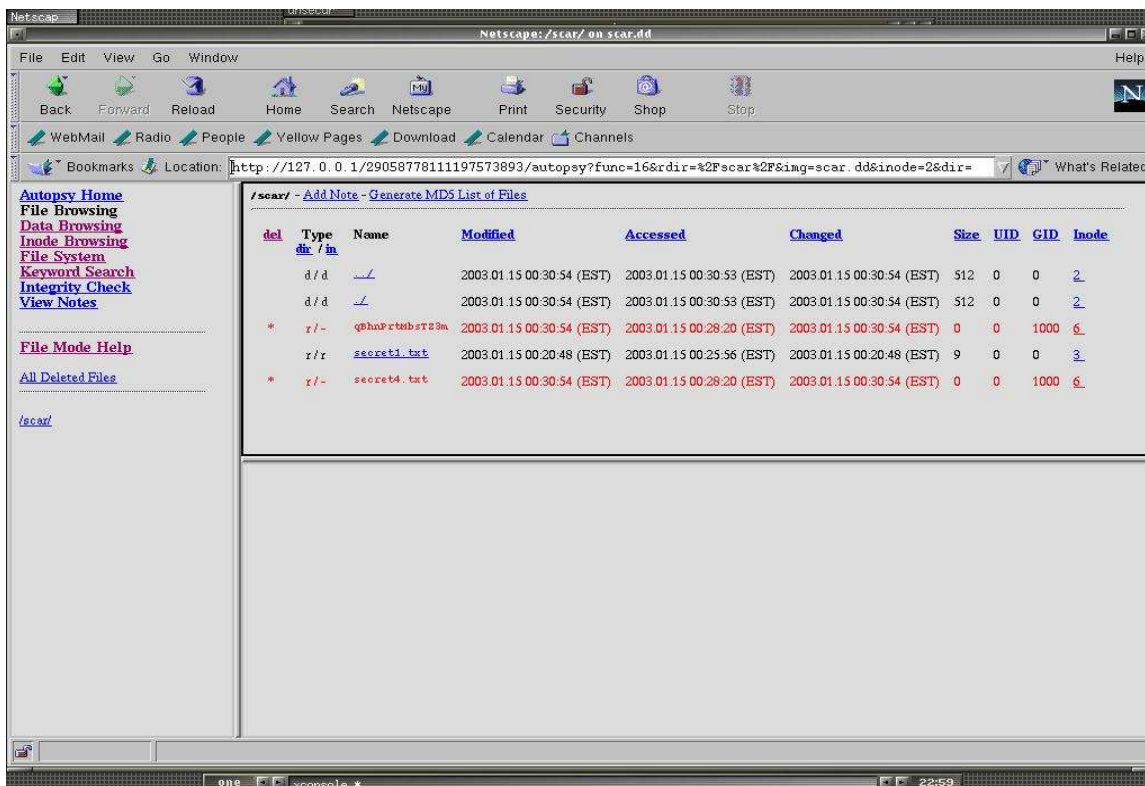 Netscap
unsecar
Netscape: /scar/ on scar.dd
File Edit View Go Window Help
Back Forward Reload Home Search Netscape Print Security Shop Stop
WebMail Radio People Yellow Pages Download Calendar Channels
Bookmarks Location: http://127.0.0.1/29058778111197573893/autopsy?func=16&rdir=%2Fscar%2F&img=scar.dd&inode=2&dir= What's Related
Autopsy Home
File Browsing
Data Browsing
Inode Browsing
File System
Keyword Search
Integrity Check
View Notes
File Mode Help
All Deleted Files
/scar/
/scar/ - Add Note - Generate MD5 List of Files
del Type Name Modified Accessed Changed Size UID GID Inode
dir / in
d / d ../ 2003.01.15 00:30:54 (EST) 2003.01.15 00:30:53 (EST) 2003.01.15 00:30:54 (EST) 512 0 0 2
d / d ./ 2003.01.15 00:30:54 (EST) 2003.01.15 00:30:53 (EST) 2003.01.15 00:30:54 (EST) 512 0 0 2
* r / - 2003.01.15 00:30:54 (EST) 2003.01.15 00:28:20 (EST) 2003.01.15 00:30:54 (EST) 0 0 1000 6
r / r secret1.txt 2003.01.15 00:20:48 (EST) 2003.01.15 00:25:56 (EST) 2003.01.15 00:20:48 (EST) 9 0 0 3
* r / - secret4.txt 2003.01.15 00:30:54 (EST) 2003.01.15 00:28:20 (EST) 2003.01.15 00:30:54 (EST) 0 0 1000 6
one xconsole * 22:59